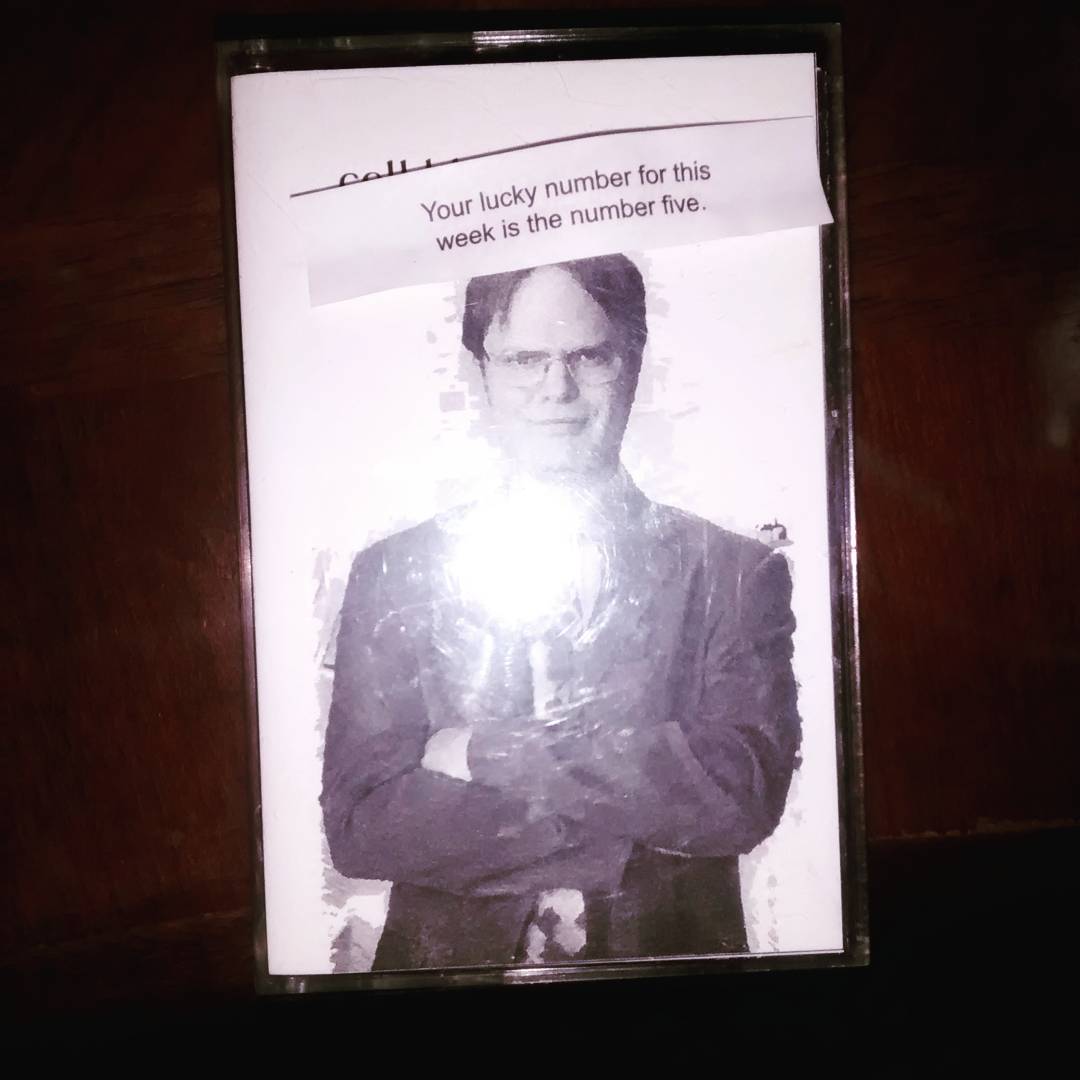 Your lucky number for this
week is the number five.